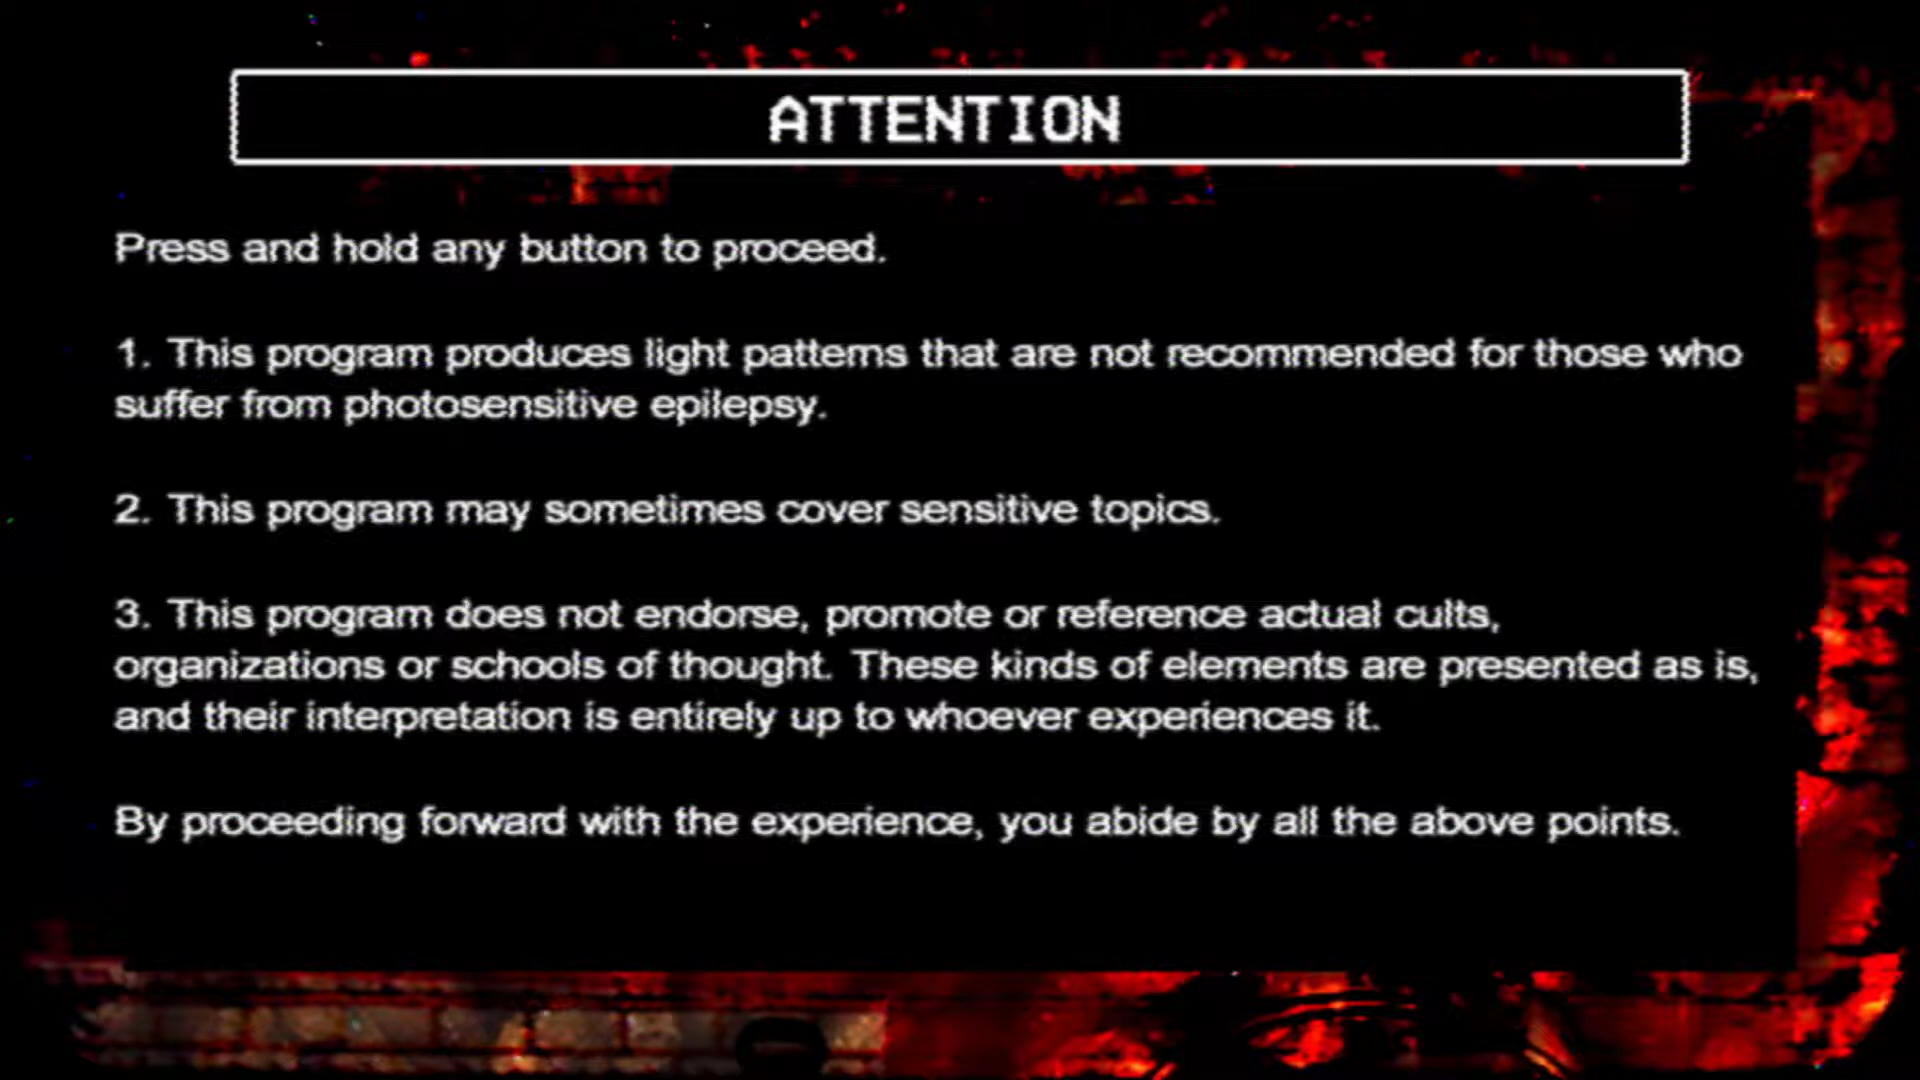 ATTENTION
Press and hold any button to proceed.
1. This program produces light patterns that are not recommended for those who
suffer from photosensitive epilepsy.
2. This program may sometimes cover sensitive topics.
3. This program does not endorse, promote or reference actual cults,
organizations or schools of thought. These kinds of elements are presented as is,
and their interpretation is entirely up to whoever experiences it.
By proceeding forward with the experience, you abide by all the above points.